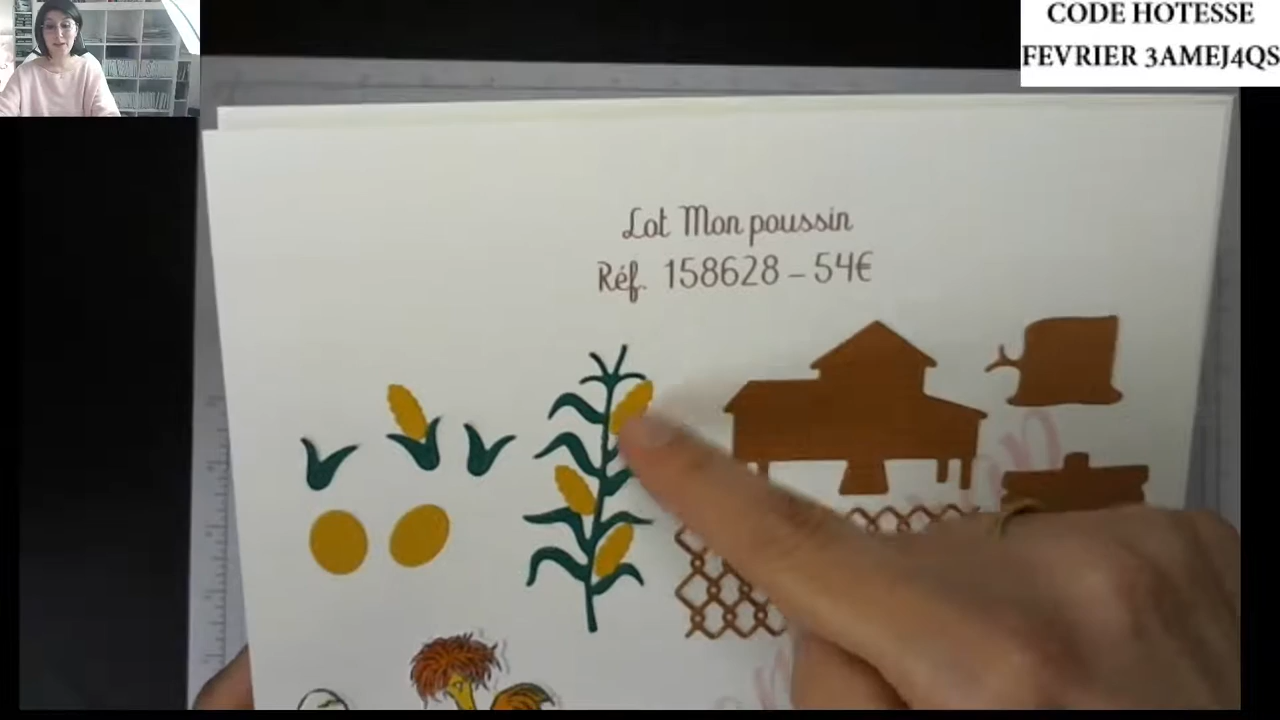 CODE HOTESSE
FEVRIER 3AMEJ4QS
Lot Mon poussin
Réf. 158628 – 54€